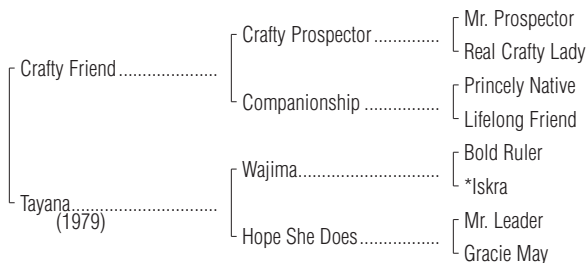 Mr. Prospector
Crafty Prospector...............
Real Crafty Lady
Crafty Friend......................
Princely Native
Companionship .................
Lifelong Friend
Bold Ruler
Wajima................................
*Iskra
Tayana.................................
(1979)
Mr. Leader
Hope She Does..................
Gracie May